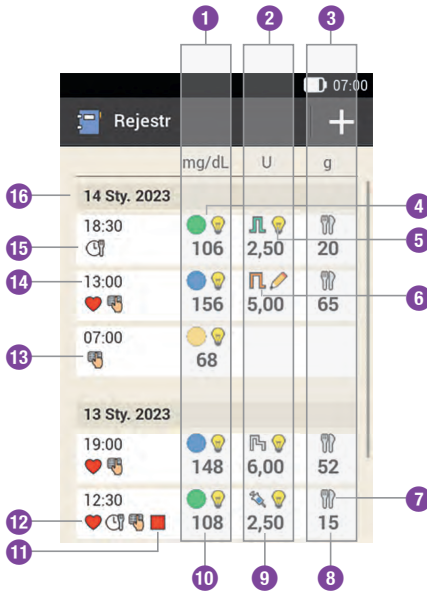 1 2 3
07:00
Rejestr
mg/dL U g
16 14 Sty. 2023
4
18:30
5
15 106 2,50 20
14 13:00
6
156 5,00 65
07:00
13 68
13 Sty. 2023
19:00
148 6,00 52
12:30
7
12 108 2,50 15
11 10 9 8